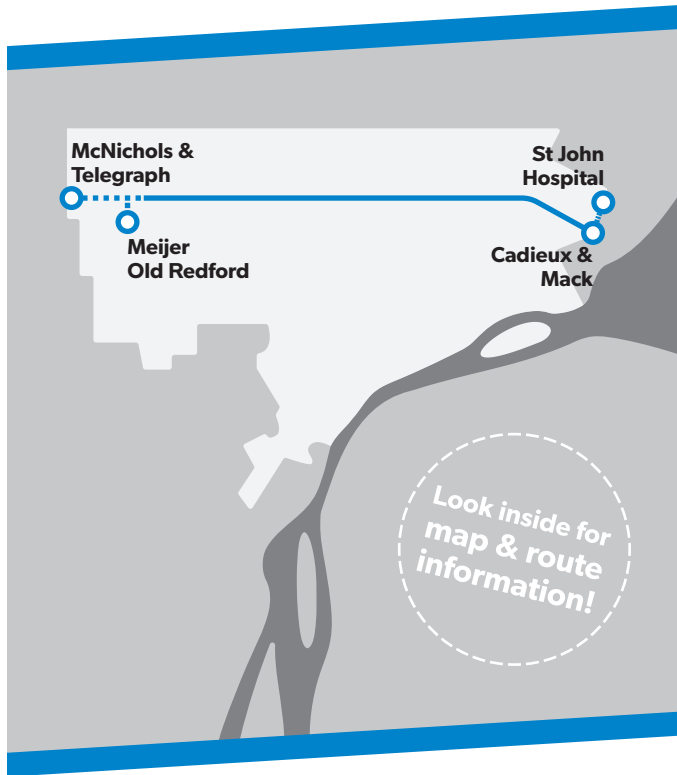 McNichols &
Telegraph
St John
Hospital
Meijer
Old Redford
Cadieux &
Mack
Look inside for
map & route
information!